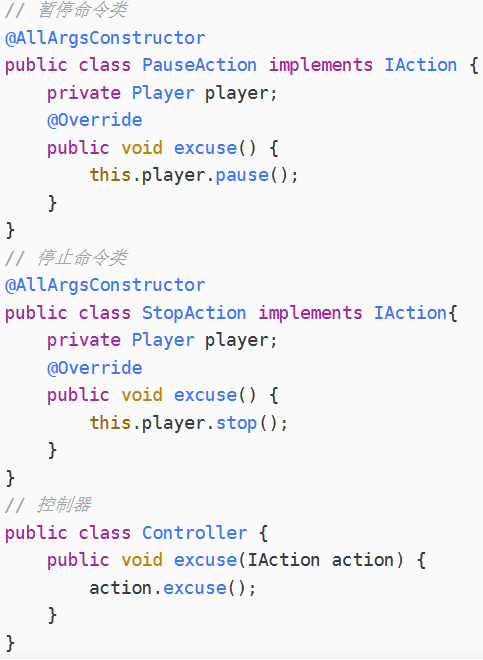 // 暂停命令类
@AllArgsConstructor
public class PauseAction implements IAction {
    private Player player;
    @Override
    public void excuse() {
        this.player.pause();
    }
}
// 停止命令类
@AllArgsConstructor
public class StopAction implements IAction{
    private Player player;
    @Override
    public void excuse() {
        this.player.stop();
    }
}
// 控制器
public class Controller {
    public void excuse(IAction action) {
        action.excuse();
    }
}